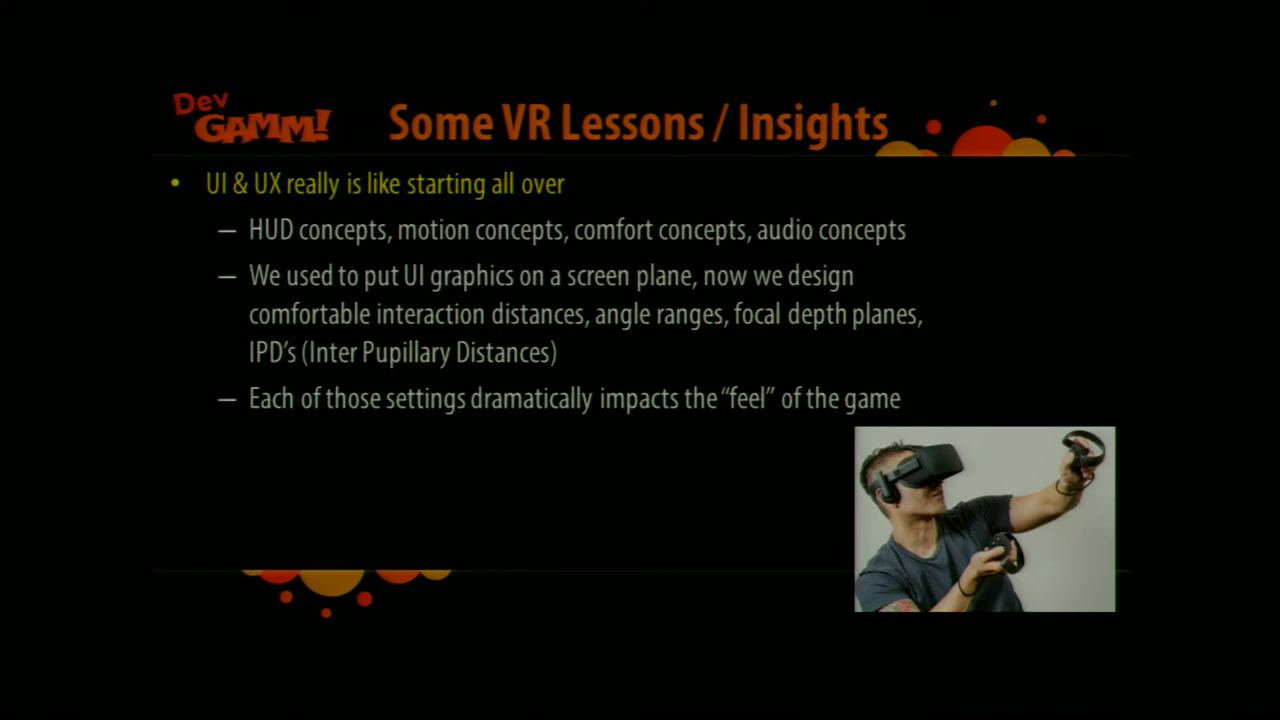 Dev
GAMM!
Some VR Lessons / Insights
• UI & UX really is like starting all over
– HUD concepts, motion concepts, comfort concepts, audio concepts
– We used to put UI graphics on a screen plane, now we design
comfortable interaction distances, angle ranges, focal depth planes,
IPD's (Inter Pupillary Distances)
– Each of those settings dramatically impacts the “feel” of the game